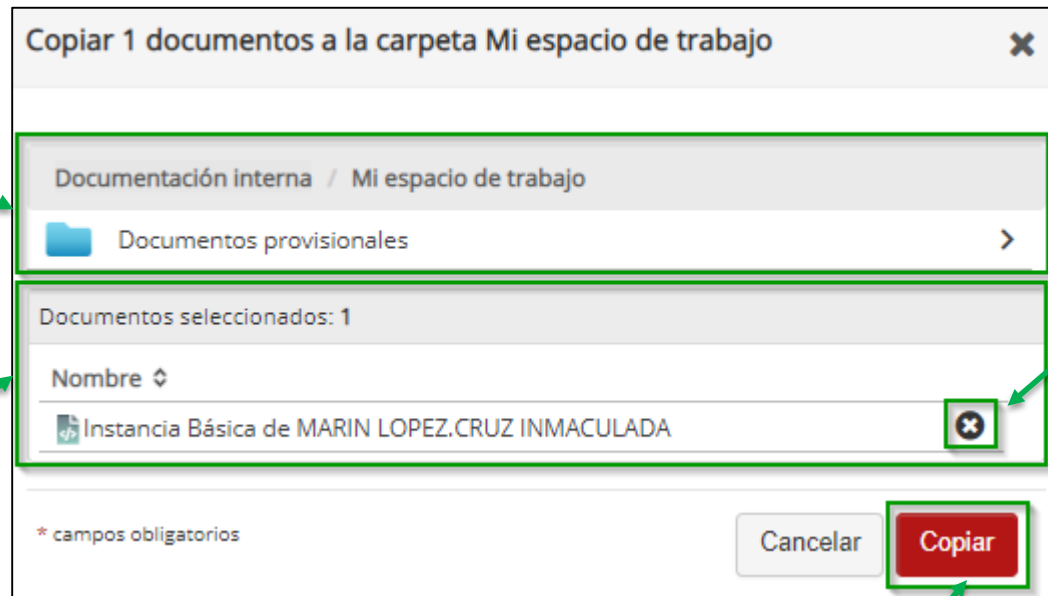 Copiar 1 documentos a la carpeta Mi espacio de trabajo
Documentación interna / Mi espacio de trabajo
Documentos provisionales
Documentos seleccionados: 1
Nombre
Instancia Básica de MARIN LOPEZ.CRUZ INMACULADA
* campos obligatorios
Cancelar
Copiar